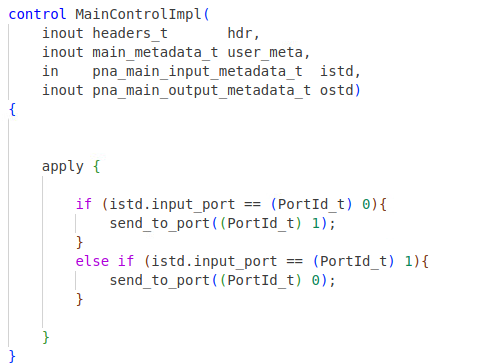 control MainControlImpl(
    inout headers_t       hdr,
    inout main_metadata_t user_meta,
    in    pna_main_input_metadata_t  istd,
    inout pna_main_output_metadata_t ostd)
{
    apply {
        if (istd.input_port == (PortId_t) 0){
            send_to_port((PortId_t) 1);
        }
        else if (istd.input_port == (PortId_t) 1){
            send_to_port((PortId_t) 0);
        }
    }
}